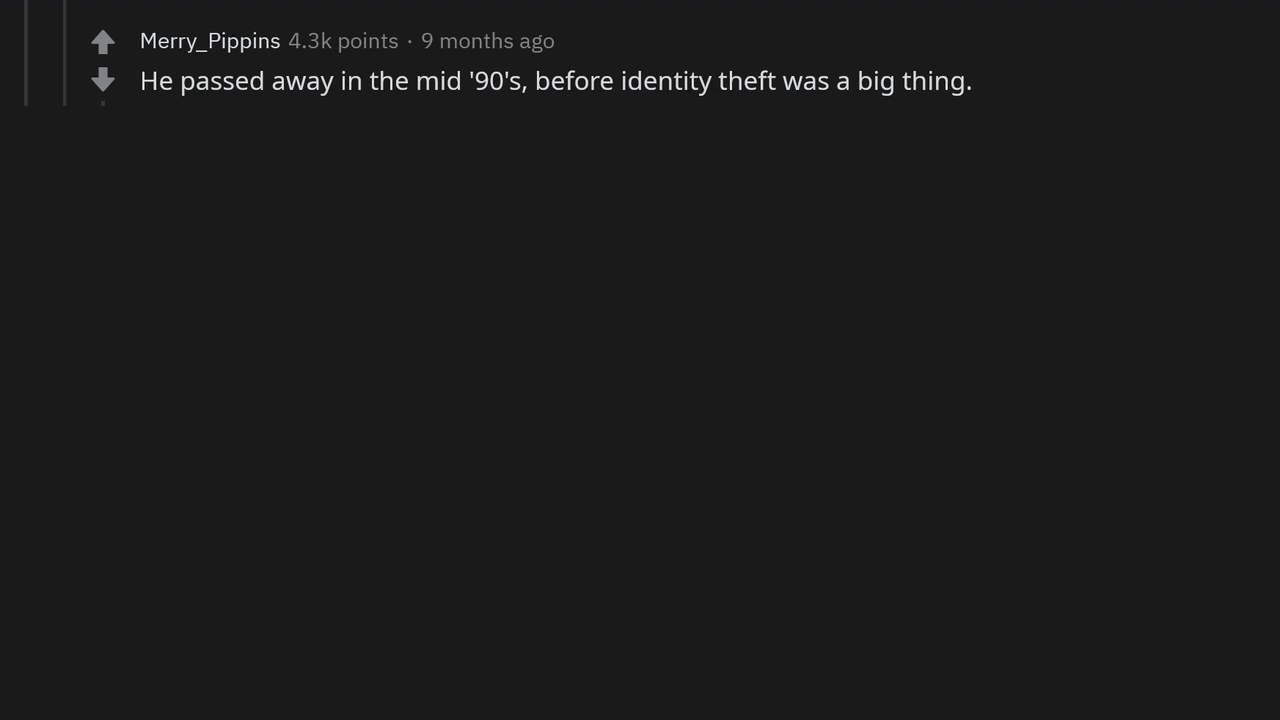 Merry_Pippins 4.3k points · 9 months ago
He passed away in the mid '90's, before identity theft was a big thing.